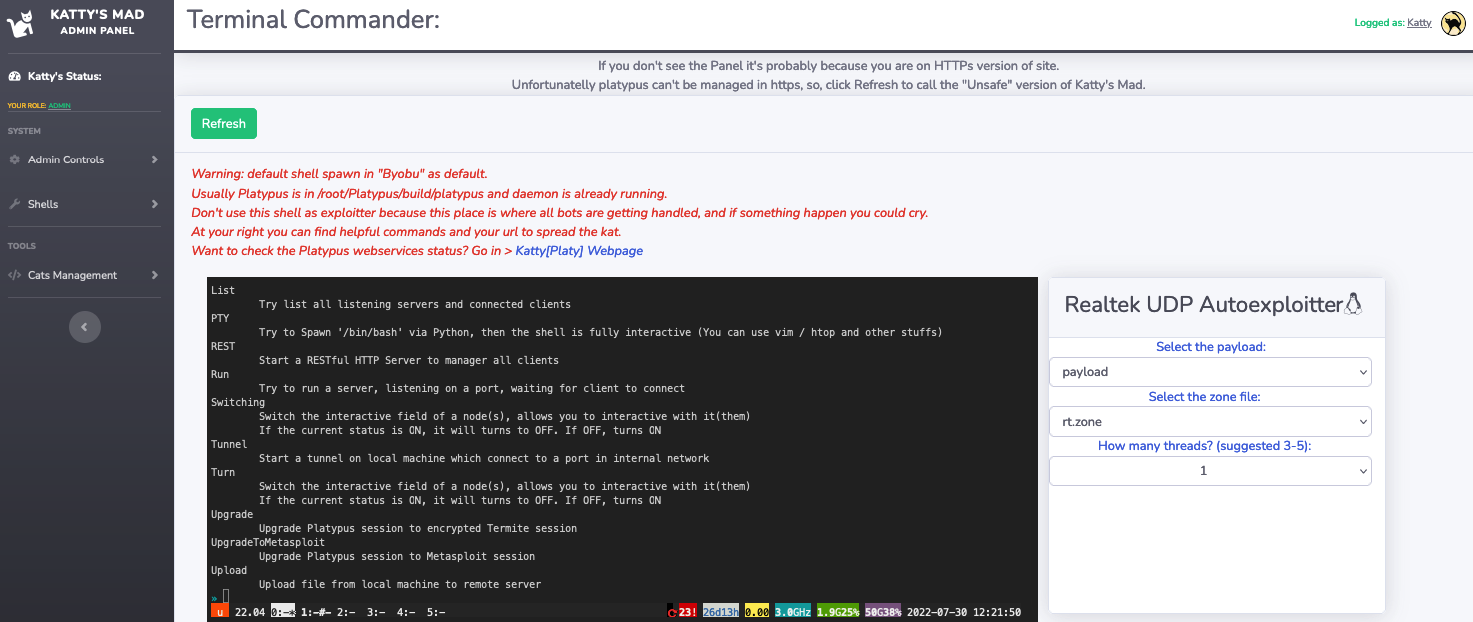 KATTY'S MAD
ADMIN PANEL
Katty's Status:
YOUR ROLE: ADMIN
SYSTEM
Admin Controls
Shells
TOOLS
Cats Management
Terminal Commander:
Logged as: Katty
If you don't see the Panel it's probably because you are on HTTPs version of site.
Unfortunatelly platypus can't be managed in https, so, click Refresh to call the "Unsafe" version of Katty's Mad.
Refresh
Warning: default shell spawn in "Byobu" as default.
Usually Platypus is in /root/Platypus/build/platypus and daemon is already running.
Don't use this shell as exploitter because this place is where all bots are getting handled, and if something happen you could cry.
At your right you can find helpful commands and your url to spread the kat.
Want to check the Platypus webservices status? Go in > Katty[Platy] Webpage
List
Try list all listening servers and connected clients
PTY
Try to Spawn '/bin/bash' via Python, then the shell is fully interactive (You can use vim / htop and other stuffs)
REST
Start a RESTful HTTP Server to manager all clients
Run
Try to run a server, listening on a port, waiting for client to connect
Switching
Switch the interactive field of a node(s), allows you to interactive with it(them)
If the current status is ON, it will turns to OFF. If OFF, turns ON
Tunnel
Start a tunnel on local machine which connect to a port in internal network
Turn
Switch the interactive field of a node(s), allows you to interactive with it(them)
If the current status is ON, it will turns to OFF. If OFF, turns ON
Upgrade
Upgrade Platypus session to encrypted Termite session
UpgradeToMetasploit
Upgrade Platypus session to Metasploit session
Upload
Upload file from local machine to remote server
»
u 22.04 0:-* 1:-#- 2:- 3:- 4:- 5:- 23! 26d13h 0.00 3.0GHz 1.9G25% 50G38% 2022-07-30 12:21:50
Realtek UDP Autoexploitter
Select the payload:
payload
Select the zone file:
rt.zone
How many threads? (suggested 3-5):
1